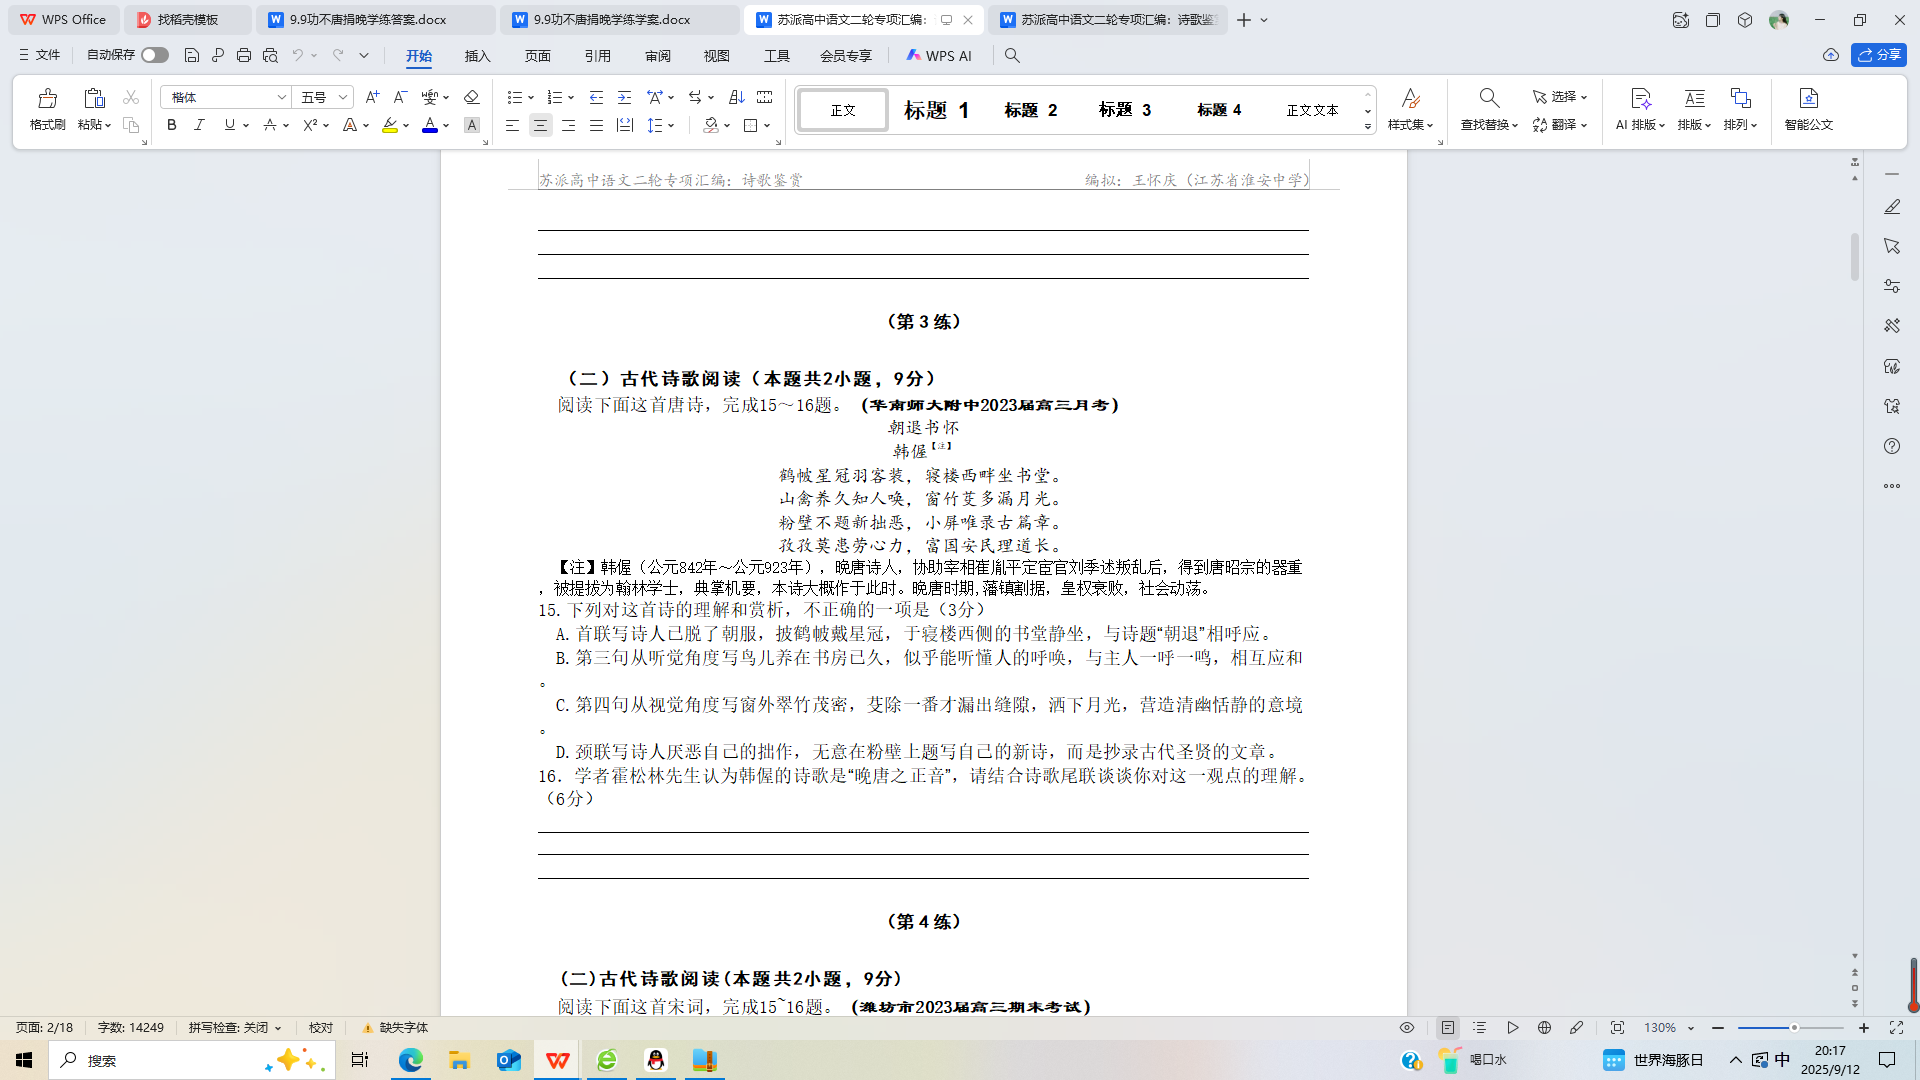 WPS Office
找稻壳模板
9.9功不唐捐晚学练答案.docx
9.9功不唐捐晚学练学案.docx
苏派高中语文二轮专项汇编:
苏派高中语文二轮专项汇编: 诗歌鉴
文件
自动保存
开始
插入
页面
引用
审阅
视图
工具
会员专享
WPS AI
分享
格式刷
粘贴
楷体
五号
正文
标题 1
标题 2
标题 3
标题 4
正文文本
样式集
查找替换
选择
翻译
AI 排版
排版
排列
智能公文
苏派高中语文二轮专项汇编：诗歌鉴赏
编拟：王怀庆（江苏省淮安中学）
（第 3 练）
（二）古代诗歌阅读（本题共2小题，9分）
阅读下面这首唐诗，完成15～16题。（华南师大附中2023届高三月考）
朝退书怀
韩偓【注】
鹤帔星冠羽客装，寝楼西畔坐书堂。
山禽养久知人唤，窗竹芟多漏月光。
粉壁不题新拙恶，小屏唯录古篇章。
孜孜莫患劳心力，富国安民理道长。
【注】韩偓（公元842年～公元923年），晚唐诗人，协助宰相崔胤平定宦官刘季述叛乱后，得到唐昭宗的器重
，被提拔为翰林学士，典掌机要，本诗大概作于此时。晚唐时期,藩镇割据，皇权衰败，社会动荡。
15. 下列对这首诗的理解和赏析，不正确的一项是（3分）
A. 首联写诗人已脱了朝服，披鹤帔戴星冠，于寝楼西侧的书堂静坐，与诗题“朝退”相呼应。
B. 第三句从听觉角度写鸟儿养在书房已久，似乎能听懂人的呼唤，与主人一呼一鸣，相互应和
。
C. 第四句从视觉角度写窗外翠竹茂密，芟除一番才漏出缝隙，洒下月光，营造清幽恬静的意境
。
D. 颈联写诗人厌恶自己的拙作，无意在粉壁上题写自己的新诗，而是抄录古代圣贤的文章。
16．学者霍松林先生认为韩偓的诗歌是“晚唐之正音”，请结合诗歌尾联谈谈你对这一观点的理解。
（6分）
（第 4 练）
（二)古代诗歌阅读(本题共2小题，9分）
阅读下面这首宋词，完成15~16题。（潍坊市2023届高三期末考试）
页面: 2/18
字数: 14249
拼写检查: 关闭
校对
缺失字体
130%
搜索
喝口水
世界海豚日
中
20:17
2025/9/12